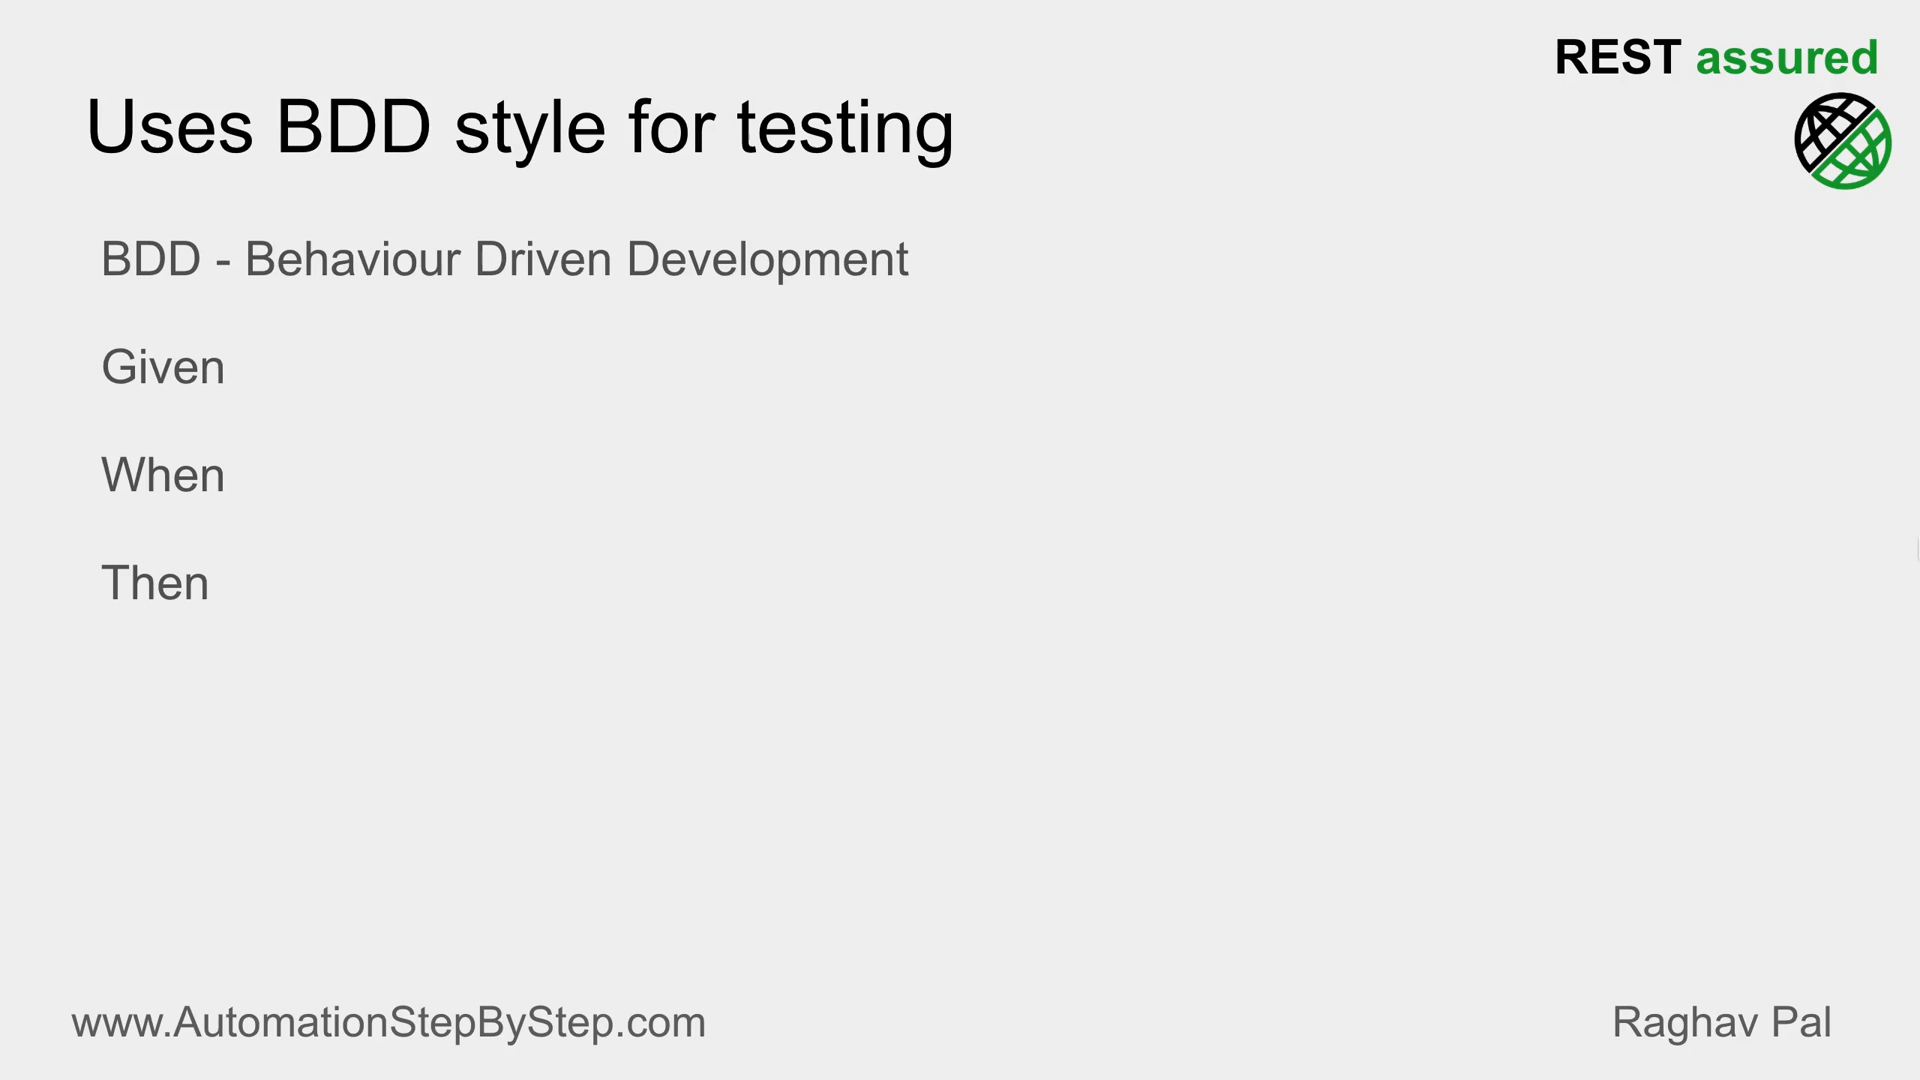 REST assured
Uses BDD style for testing
BDD - Behaviour Driven Development
Given
When
Then
www.AutomationStepByStep.com
Raghav Pal